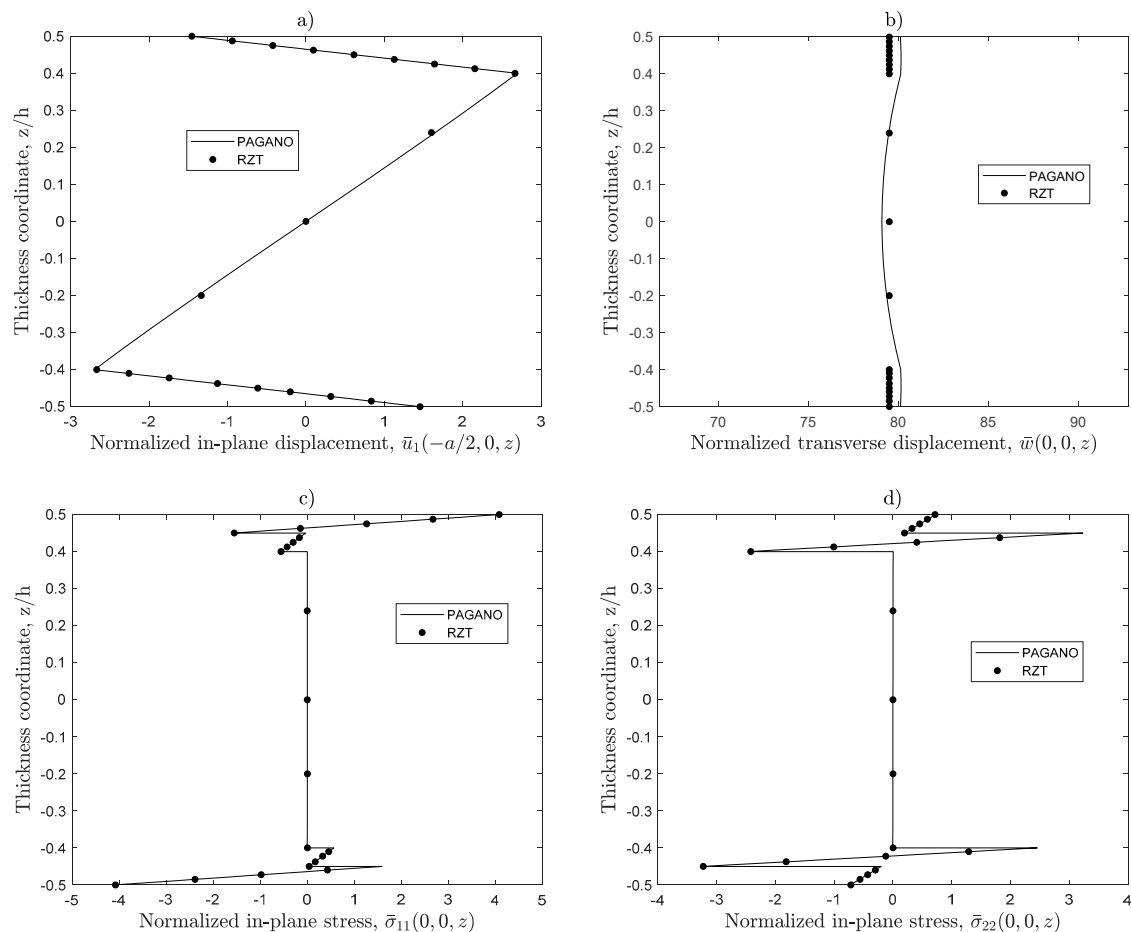 a)
0.5
0.4
0.3
0.2
0.1
0
-0.1
-0.2
-0.3
-0.4
-0.5
Thickness coordinate, z/h
PAGANO
RZT
-3 -2 -1 0 1 2 3
Normalized in-plane displacement, ū₁(−a/2, 0, z)
b)
0.5
0.4
0.3
0.2
0.1
0
-0.1
-0.2
-0.3
-0.4
-0.5
Thickness coordinate, z/h
PAGANO
RZT
70 75 80 85 90
Normalized transverse displacement, w̄(0, 0, z)
c)
0.5
0.4
0.3
0.2
0.1
0
-0.1
-0.2
-0.3
-0.4
-0.5
Thickness coordinate, z/h
PAGANO
RZT
-5 -4 -3 -2 -1 0 1 2 3 4 5
Normalized in-plane stress, σ̄₁₁(0, 0, z)
d)
0.5
0.4
0.3
0.2
0.1
0
-0.1
-0.2
-0.3
-0.4
-0.5
Thickness coordinate, z/h
PAGANO
RZT
-4 -3 -2 -1 0 1 2 3 4
Normalized in-plane stress, σ̄₂₂(0, 0, z)